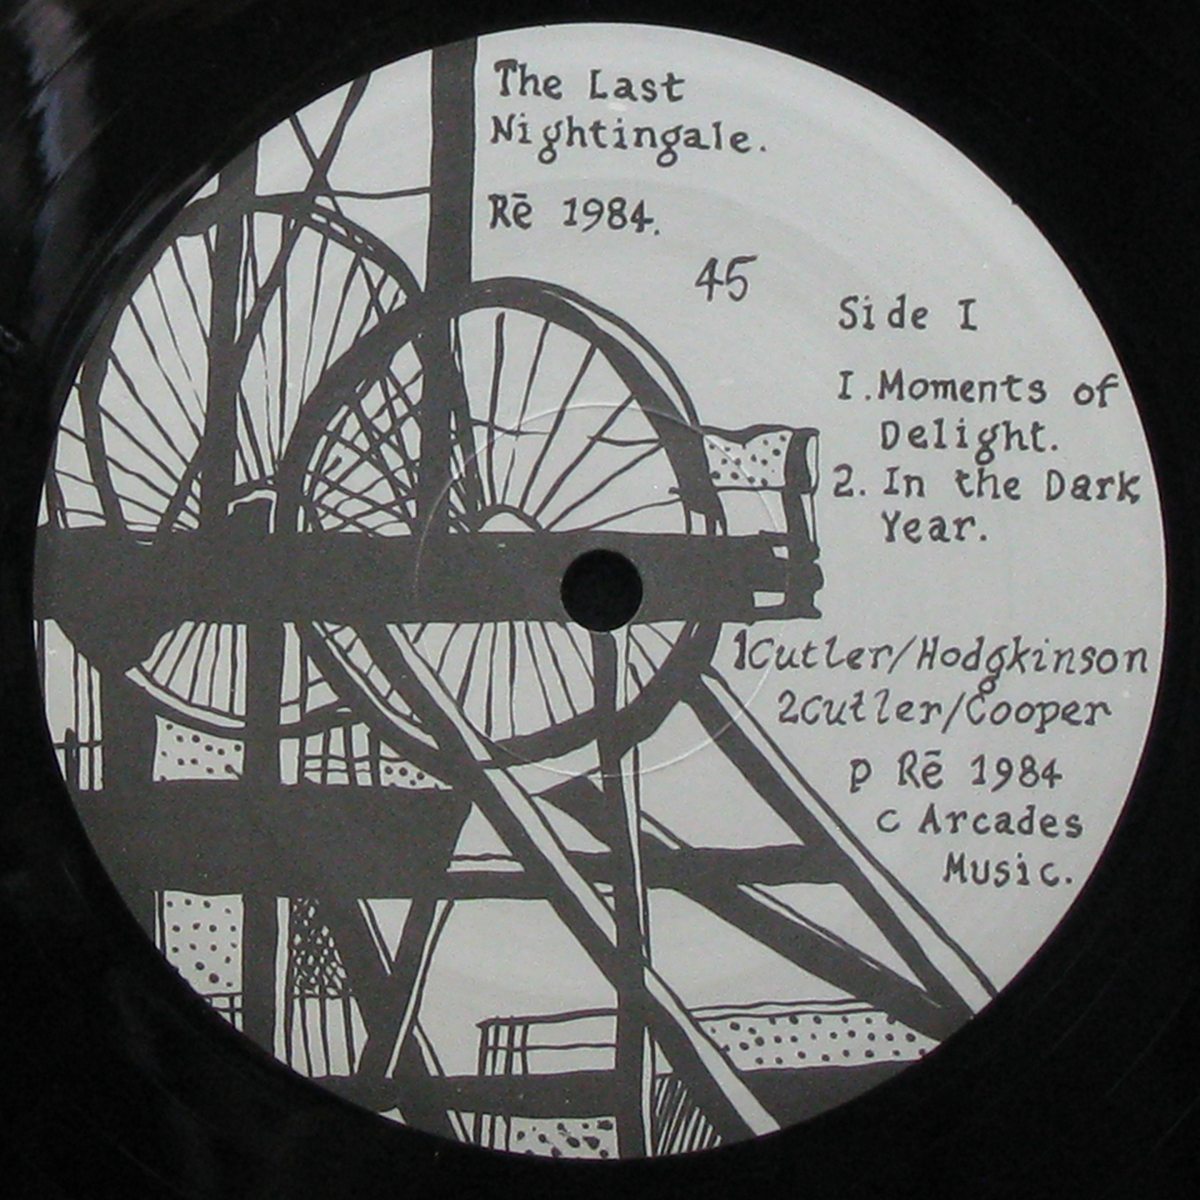 The Last
Nightingale.
Rē 1984.
45
Side I
I. Moments of
Delight.
2. In the Dark
Year.
1Cutler/Hodgkinson
2Cutler/Cooper
p Rē 1984
c Arcades
Music.